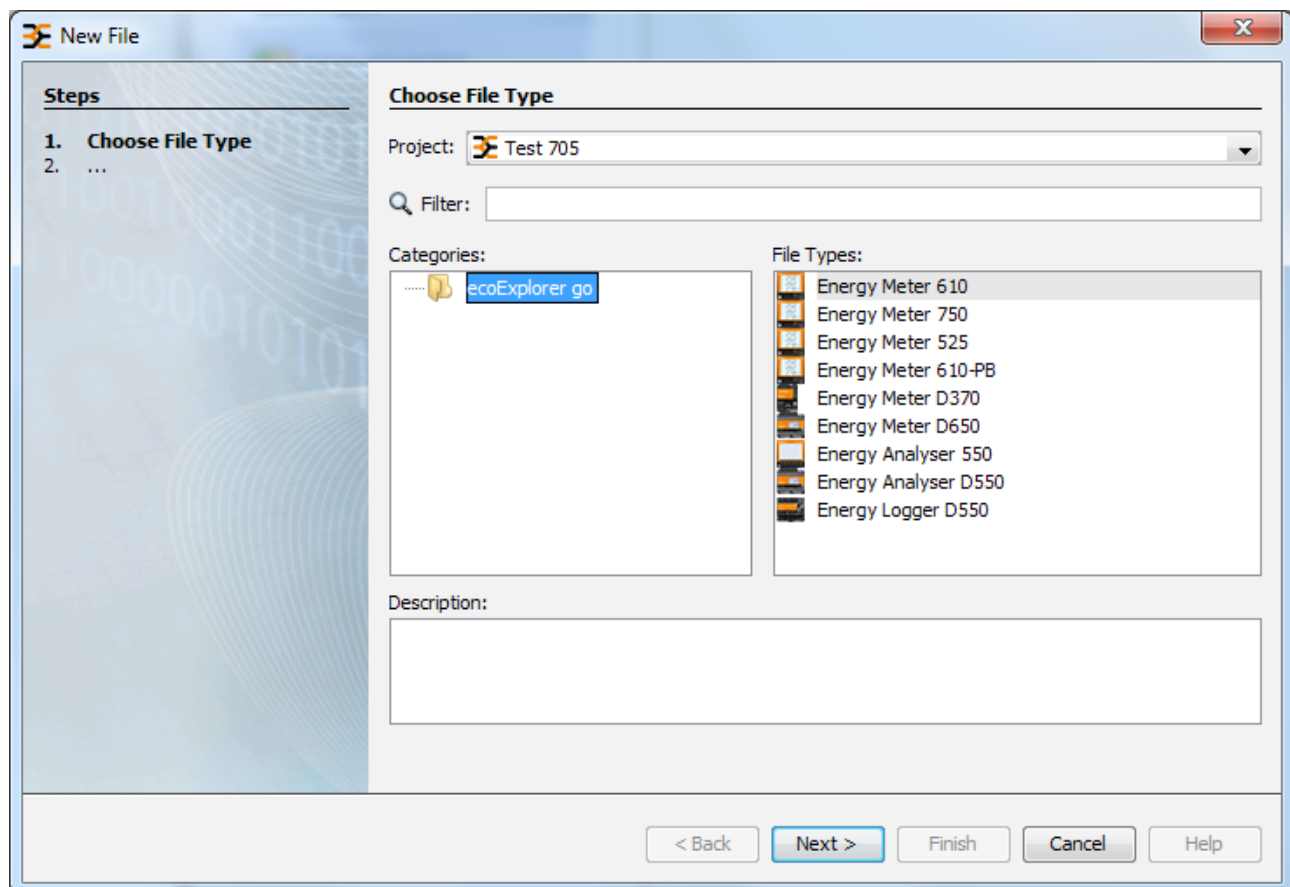 New File
X
Steps
1. Choose File Type
2. ...
Choose File Type
Project: Test 705
Filter:
Categories:
ecoExplorer go
File Types:
Energy Meter 610
Energy Meter 750
Energy Meter 525
Energy Meter 610-PB
Energy Meter D370
Energy Meter D650
Energy Analyser 550
Energy Analyser D550
Energy Logger D550
Description:
< Back Next > Finish Cancel Help